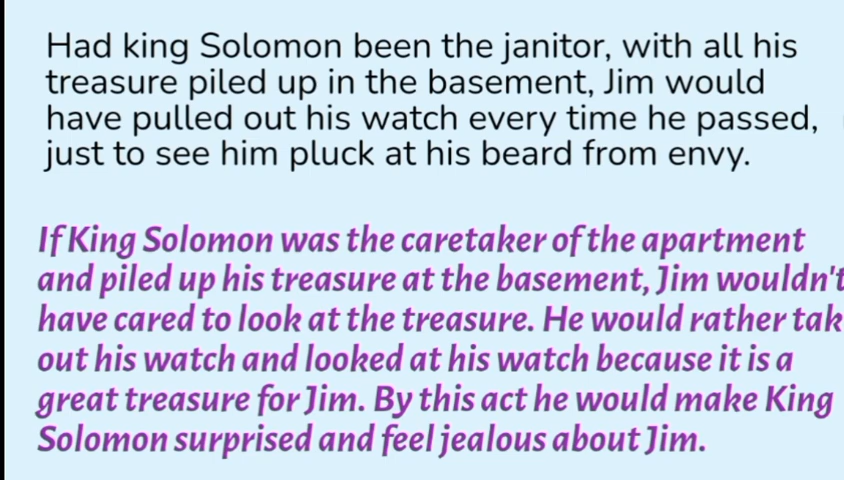 Had king Solomon been the janitor, with all his
treasure piled up in the basement, Jim would
have pulled out his watch every time he passed,
just to see him pluck at his beard from envy.
If King Solomon was the caretaker of the apartment
and piled up his treasure at the basement, Jim wouldn't
have cared to look at the treasure. He would rather tak
out his watch and looked at his watch because it is a
great treasure for Jim. By this act he would make King
Solomon surprised and feel jealous about Jim.